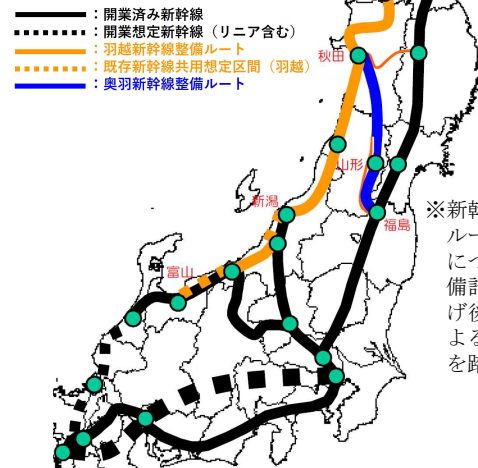 ：開業済み新幹線
：開業想定新幹線（リニア含む）
：羽越新幹線整備ルート
：既存新幹線共用想定区間（羽越）
：奥羽新幹線整備ルート
秋田
山形
新潟
福島
富山
※新幹
ルー
につ
備計
げ後
よる
を踏